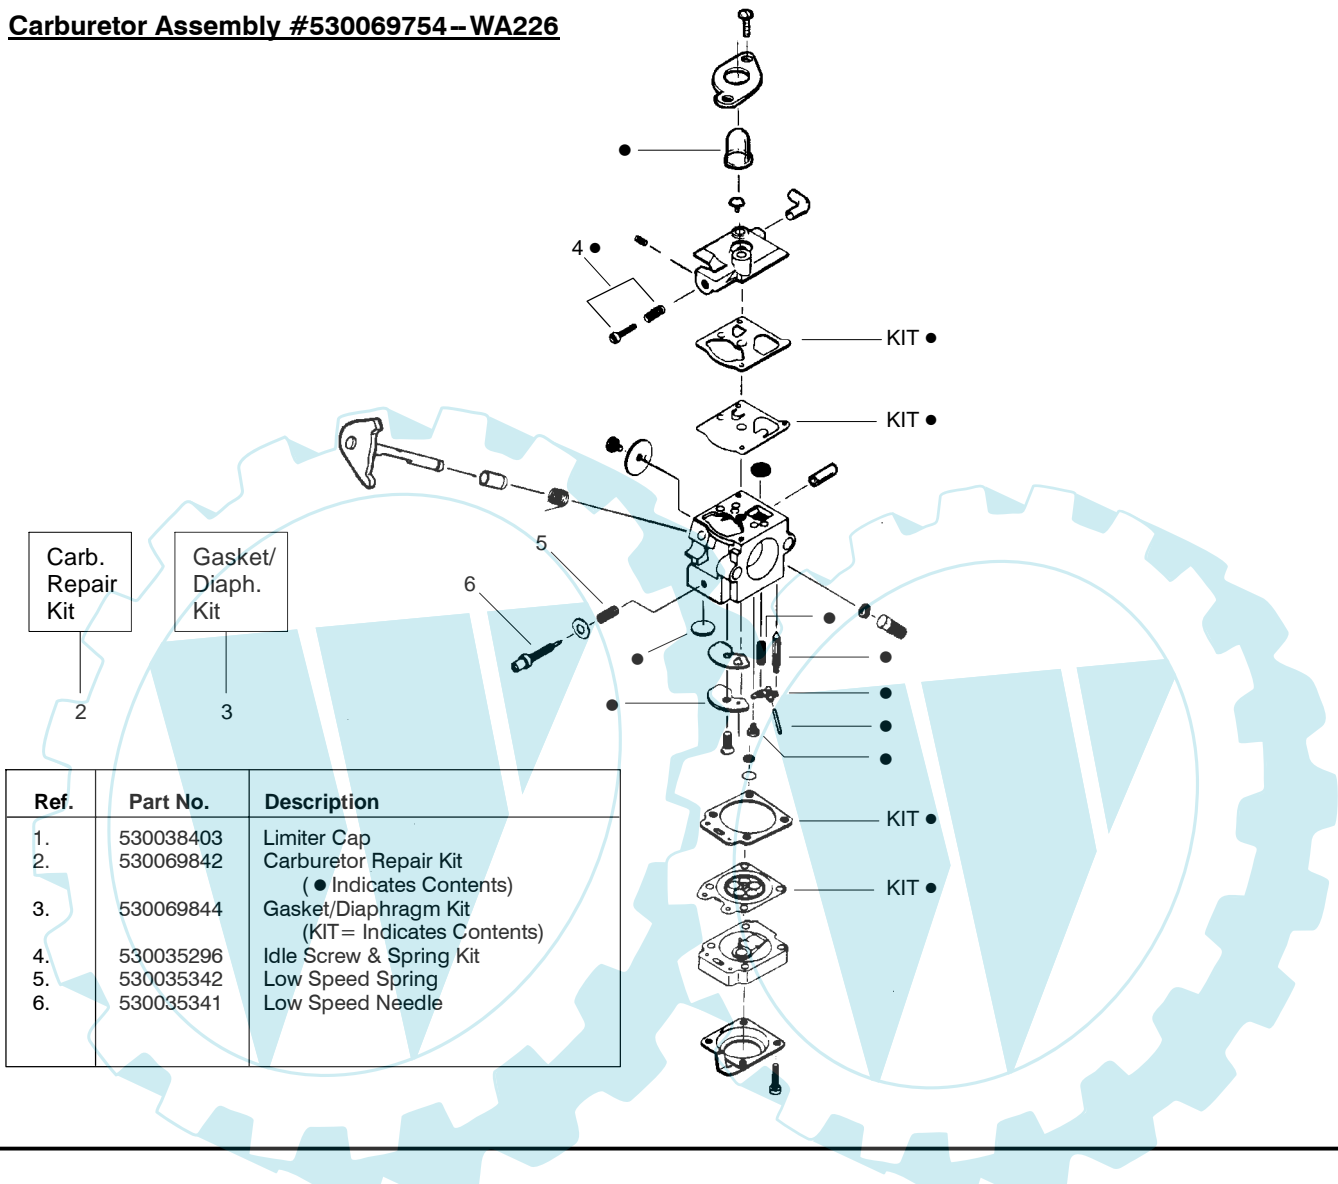 Carburetor Assembly #530069754--WA226
●
4 ●
KIT ●
KIT ●
5
6
●
●
●
●
●
●
●
●
KIT ●
KIT ●
Carb.
Repair
Kit
2
Gasket/
Diaph.
Kit
3
Ref. Part No. Description
1. 530038403 Limiter Cap
2. 530069842 Carburetor Repair Kit
( ● Indicates Contents)
3. 530069844 Gasket/Diaphragm Kit
(KIT= Indicates Contents)
4. 530035296 Idle Screw & Spring Kit
5. 530035342 Low Speed Spring
6. 530035341 Low Speed Needle